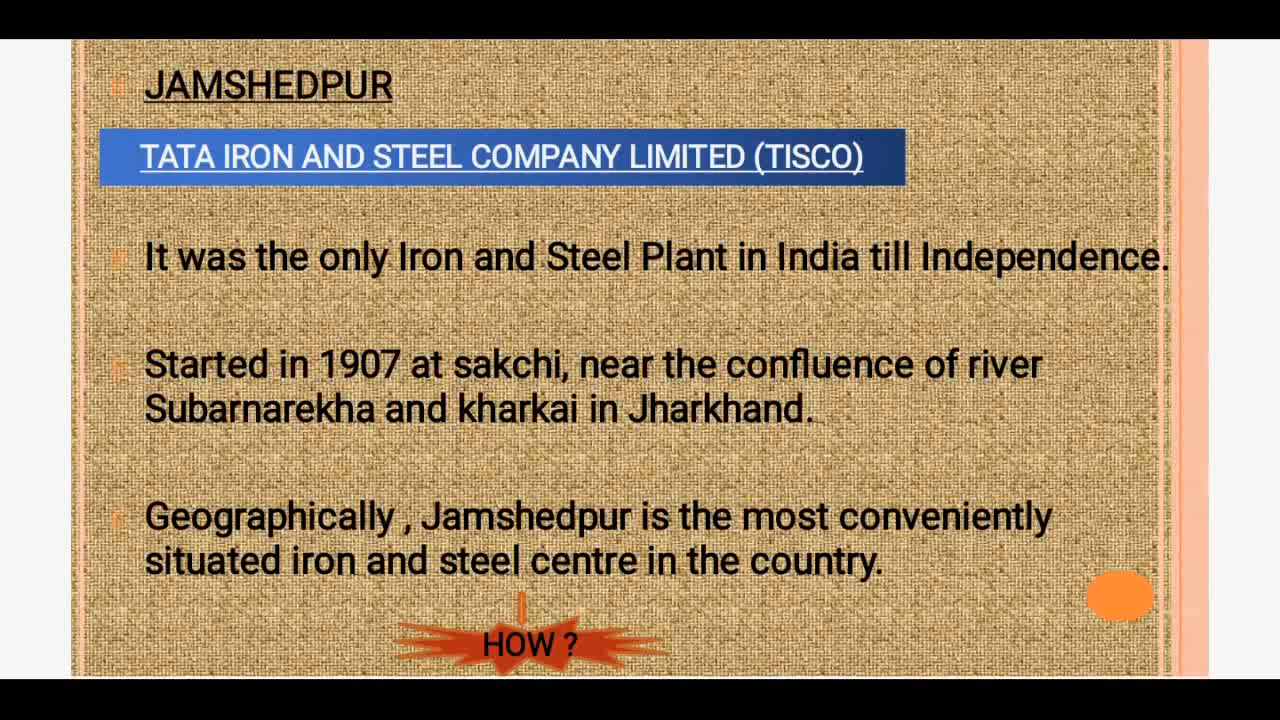 JAMSHEDPUR
TATA IRON AND STEEL COMPANY LIMITED (TISCO)
It was the only Iron and Steel Plant in India till Independence.
Started in 1907 at sakchi, near the confluence of river
Subarnarekha and kharkai in Jharkhand.
Geographically , Jamshedpur is the most conveniently
situated iron and steel centre in the country.
HOW ?